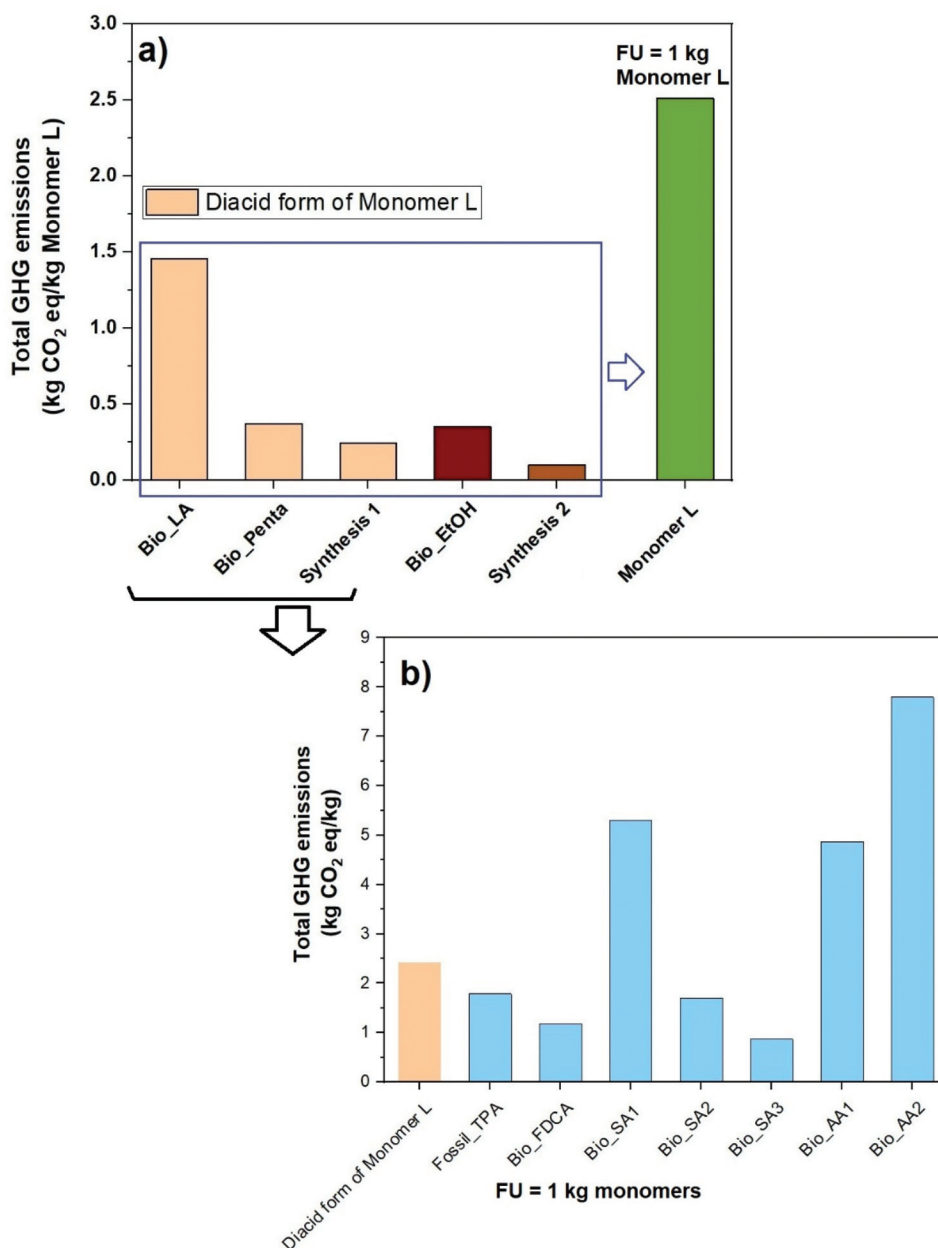 a)
FU = 1 kg
Monomer L
Total GHG emissions
(kg CO₂ eq/kg Monomer L)
3.0
2.5
2.0
1.5
1.0
0.5
0.0
Diacid form of Monomer L
Bio_LA
Bio_Penta
Synthesis 1
Bio_EtOH
Synthesis 2
Monomer L
b)
Total GHG emissions
(kg CO₂ eq/kg)
9
8
7
6
5
4
3
2
1
0
Diacid form of Monomer L
Fossil_TPA
Bio_FDCA
Bio_SA1
Bio_SA2
Bio_SA3
Bio_AA1
Bio_AA2
FU = 1 kg monomers